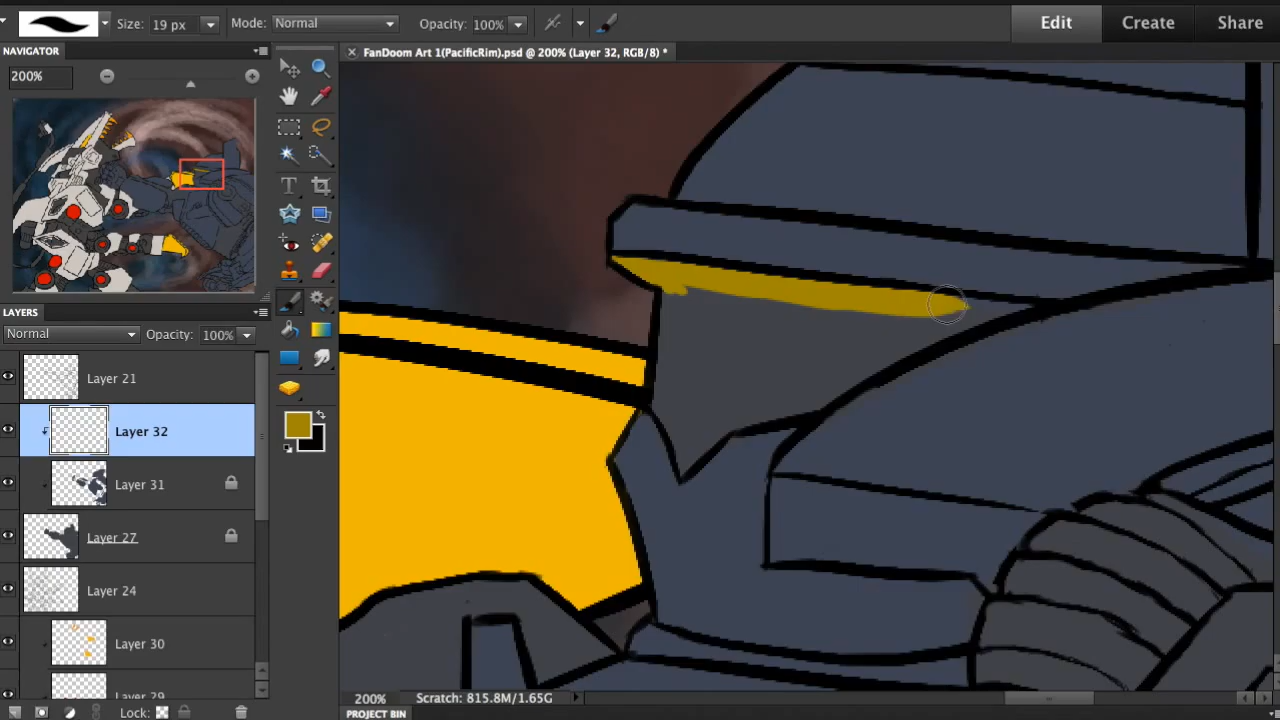 Size: 19 px Mode: Normal Opacity: 100% Edit Create Share
NAVIGATOR
FanDoom Art 1(PacificRim).psd @ 200% (Layer 32, RGB/8) *
200%
LAYERS
Normal Opacity: 100%
Layer 21
Layer 32
Layer 31
Layer 27
Layer 24
Layer 30
Layer 29
Lock:
200% Scratch: 815.8M/1.65G
PROJECT BIN